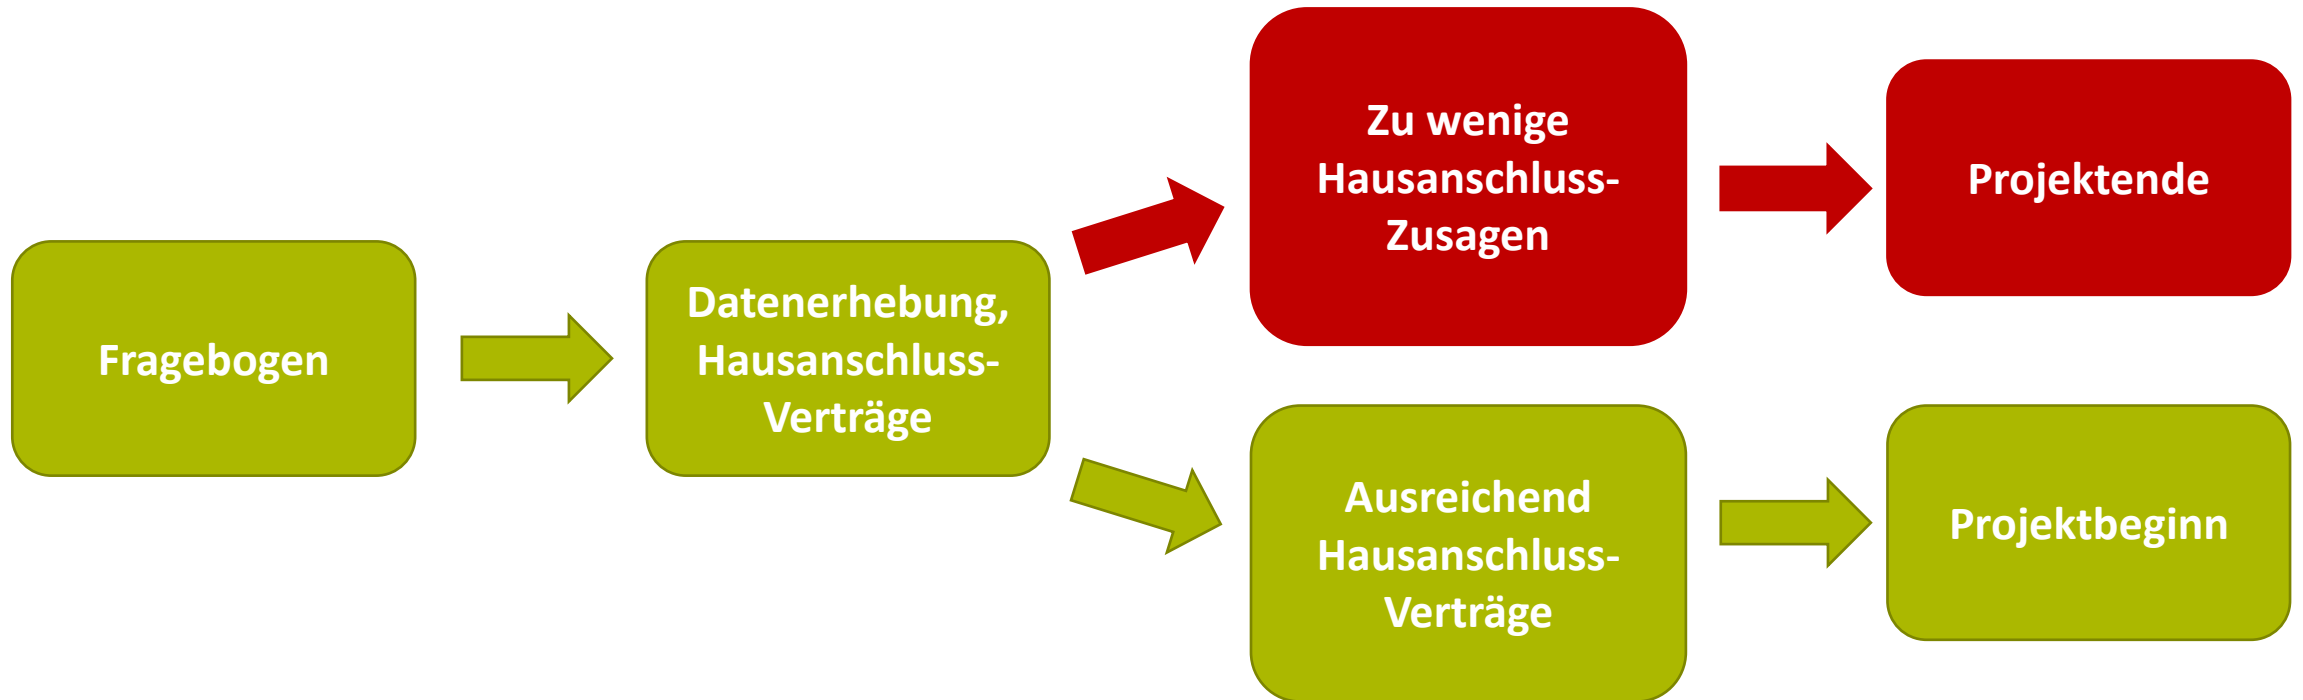 Fragebogen
Datenerhebung,
Hausanschluss-
Verträge
Zu wenige
Hausanschluss-
Zusagen
Projektende
Ausreichend
Hausanschluss-
Verträge
Projektbeginn